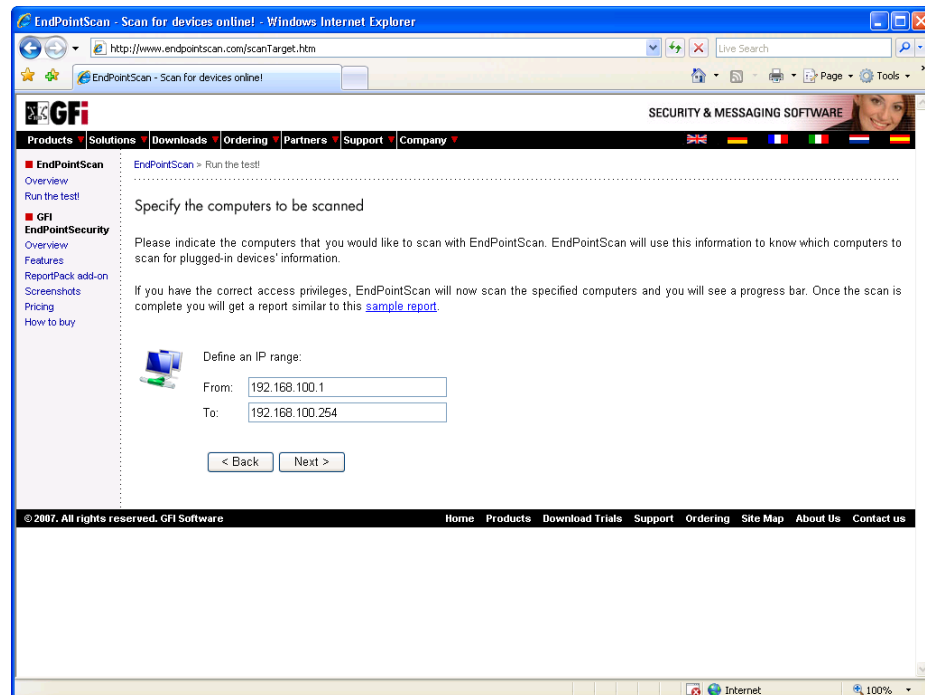 EndPointScan - Scan for devices online! - Windows Internet Explorer
http://www.endpointscan.com/scanTarget.htm
Live Search
EndPointScan - Scan for devices online!
Page
Tools
GFi
SECURITY & MESSAGING SOFTWARE
Products Solutions Downloads Ordering Partners Support Company
EndPointScan
Overview
Run the test!
GFI
EndPointSecurity
Overview
Features
ReportPack add-on
Screenshots
Pricing
How to buy
EndPointScan > Run the test!
Specify the computers to be scanned
Please indicate the computers that you would like to scan with EndPointScan. EndPointScan will use this information to know which computers to
scan for plugged-in devices' information.
If you have the correct access privileges, EndPointScan will now scan the specified computers and you will see a progress bar. Once the scan is
complete you will get a report similar to this sample report.
Define an IP range:
From: 192.168.100.1
To: 192.168.100.254
< Back Next >
© 2007. All rights reserved. GFI Software
Home Products Download Trials Support Ordering Site Map About Us Contact us
Internet
100%